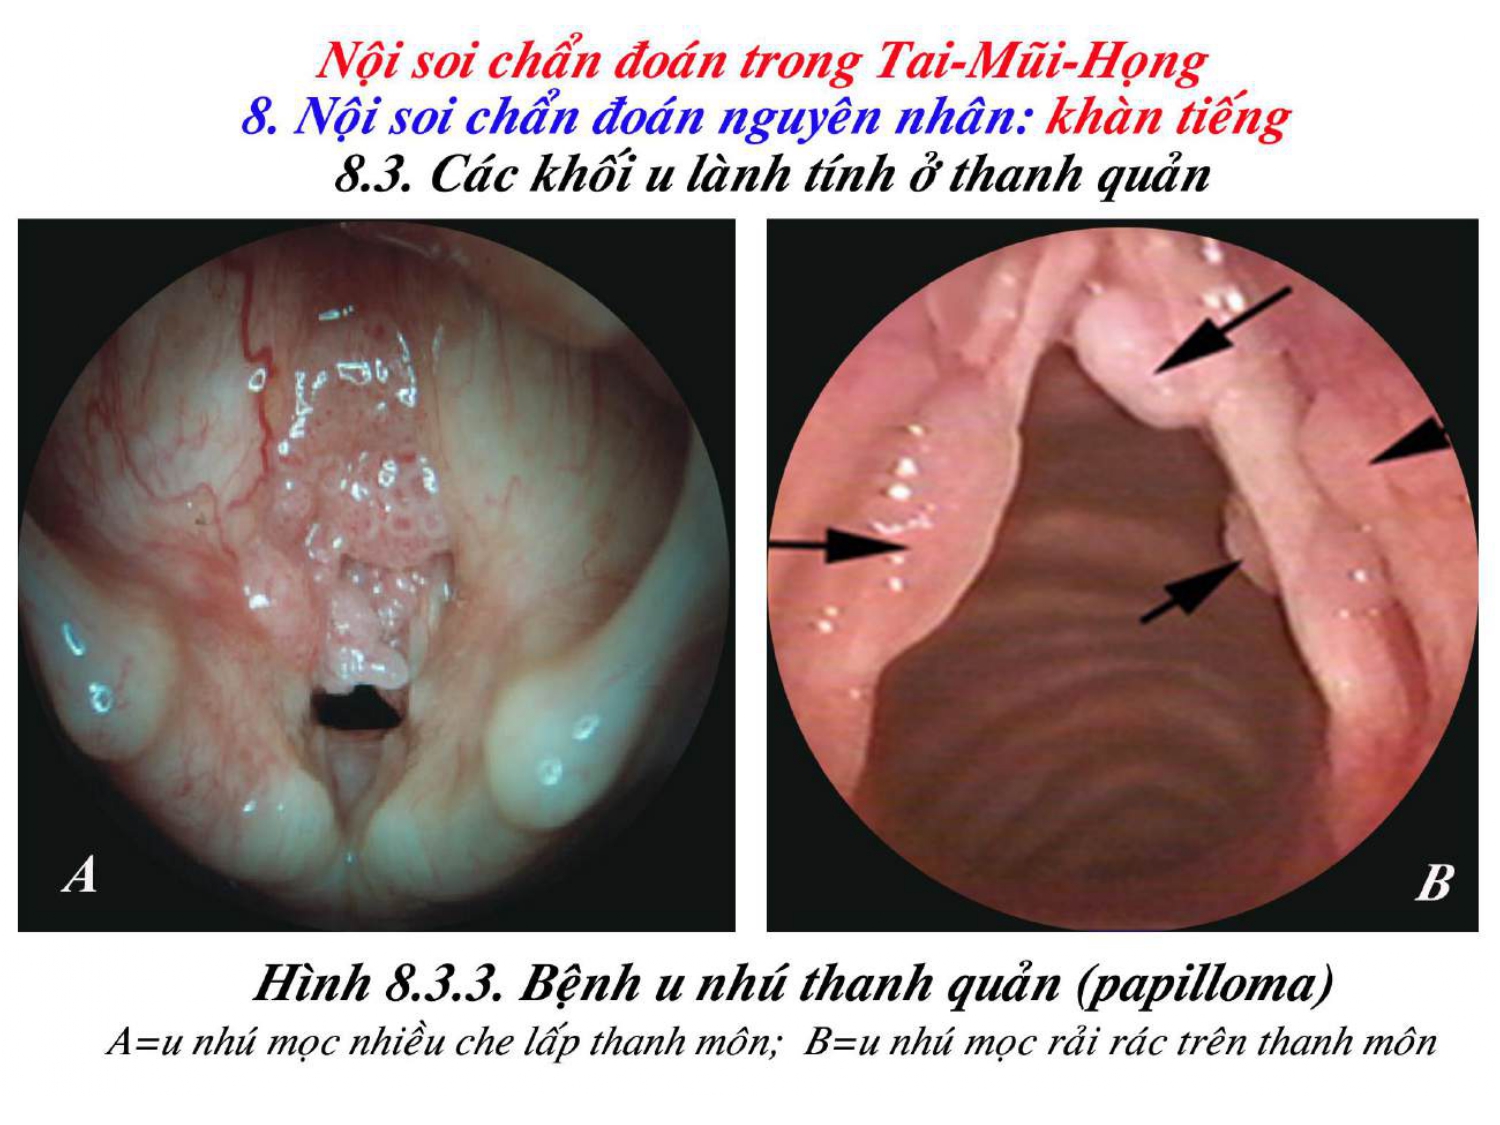 Nội soi chẩn đoán trong Tai-Mũi-Họng
8. Nội soi chẩn đoán nguyên nhân: khàn tiếng
8.3. Các khối u lành tính ở thanh quản
A
B
Hình 8.3.3. Bệnh u nhú thanh quản (papilloma)
A=u nhú mọc nhiều che lấp thanh môn; B=u nhú mọc rải rác trên thanh môn